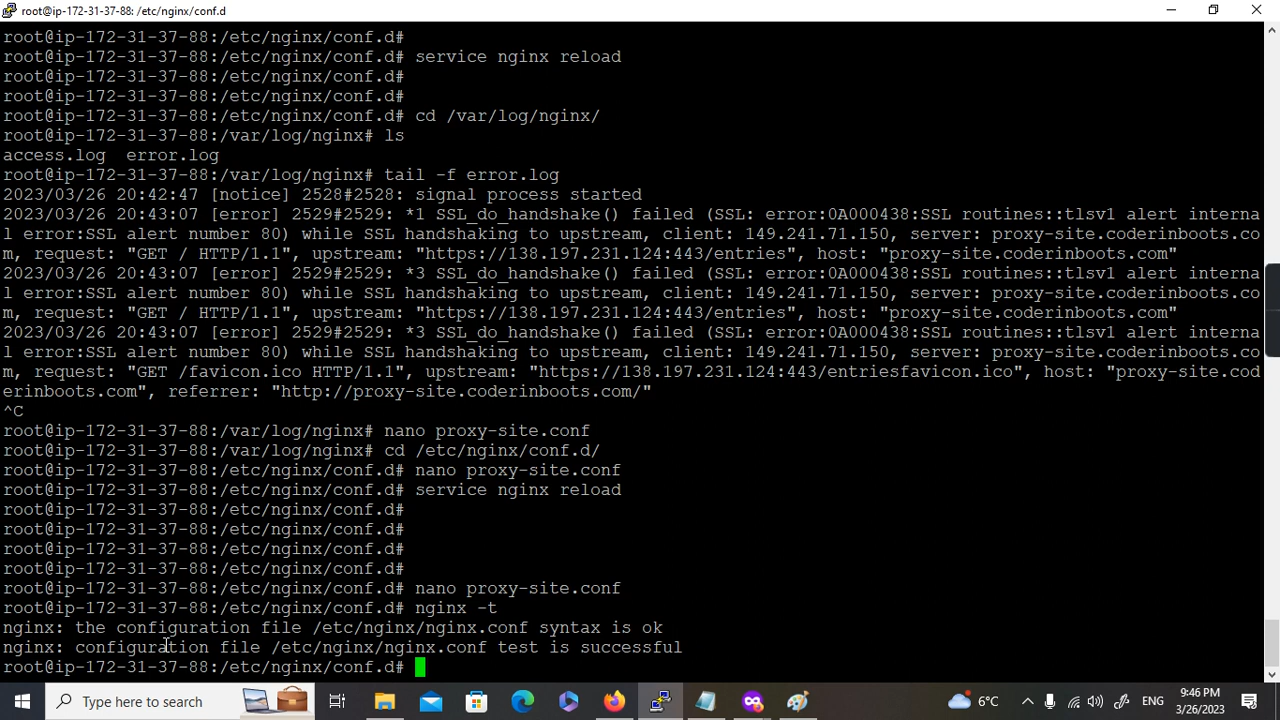 root@ip-172-31-37-88: /etc/nginx/conf.d
root@ip-172-31-37-88:/etc/nginx/conf.d#
root@ip-172-31-37-88:/etc/nginx/conf.d# service nginx reload
root@ip-172-31-37-88:/etc/nginx/conf.d#
root@ip-172-31-37-88:/etc/nginx/conf.d#
root@ip-172-31-37-88:/etc/nginx/conf.d# cd /var/log/nginx/
root@ip-172-31-37-88:/var/log/nginx# ls
access.log  error.log
root@ip-172-31-37-88:/var/log/nginx# tail -f error.log
2023/03/26 20:42:47 [notice] 2528#2528: signal process started
2023/03/26 20:43:07 [error] 2529#2529: *1 SSL_do_handshake() failed (SSL: error:0A000438:SSL routines::tlsv1 alert interna
l error:SSL alert number 80) while SSL handshaking to upstream, client: 149.241.71.150, server: proxy-site.coderinboots.co
m, request: "GET / HTTP/1.1", upstream: "https://138.197.231.124:443/entries", host: "proxy-site.coderinboots.com"
2023/03/26 20:43:07 [error] 2529#2529: *3 SSL_do_handshake() failed (SSL: error:0A000438:SSL routines::tlsv1 alert interna
l error:SSL alert number 80) while SSL handshaking to upstream, client: 149.241.71.150, server: proxy-site.coderinboots.co
m, request: "GET / HTTP/1.1", upstream: "https://138.197.231.124:443/entries", host: "proxy-site.coderinboots.com"
2023/03/26 20:43:07 [error] 2529#2529: *3 SSL_do_handshake() failed (SSL: error:0A000438:SSL routines::tlsv1 alert interna
l error:SSL alert number 80) while SSL handshaking to upstream, client: 149.241.71.150, server: proxy-site.coderinboots.co
m, request: "GET /favicon.ico HTTP/1.1", upstream: "https://138.197.231.124:443/entriesfavicon.ico", host: "proxy-site.cod
erinboots.com", referrer: "http://proxy-site.coderinboots.com/"
^C
root@ip-172-31-37-88:/var/log/nginx# nano proxy-site.conf
root@ip-172-31-37-88:/var/log/nginx# cd /etc/nginx/conf.d/
root@ip-172-31-37-88:/etc/nginx/conf.d# nano proxy-site.conf
root@ip-172-31-37-88:/etc/nginx/conf.d# service nginx reload
root@ip-172-31-37-88:/etc/nginx/conf.d#
root@ip-172-31-37-88:/etc/nginx/conf.d#
root@ip-172-31-37-88:/etc/nginx/conf.d#
root@ip-172-31-37-88:/etc/nginx/conf.d#
root@ip-172-31-37-88:/etc/nginx/conf.d# nano proxy-site.conf
root@ip-172-31-37-88:/etc/nginx/conf.d# nginx -t
nginx: the configuration file /etc/nginx/nginx.conf syntax is ok
nginx: configuration file /etc/nginx/nginx.conf test is successful
root@ip-172-31-37-88:/etc/nginx/conf.d#
Type here to search
6°C
ENG
9:46 PM
3/26/2023